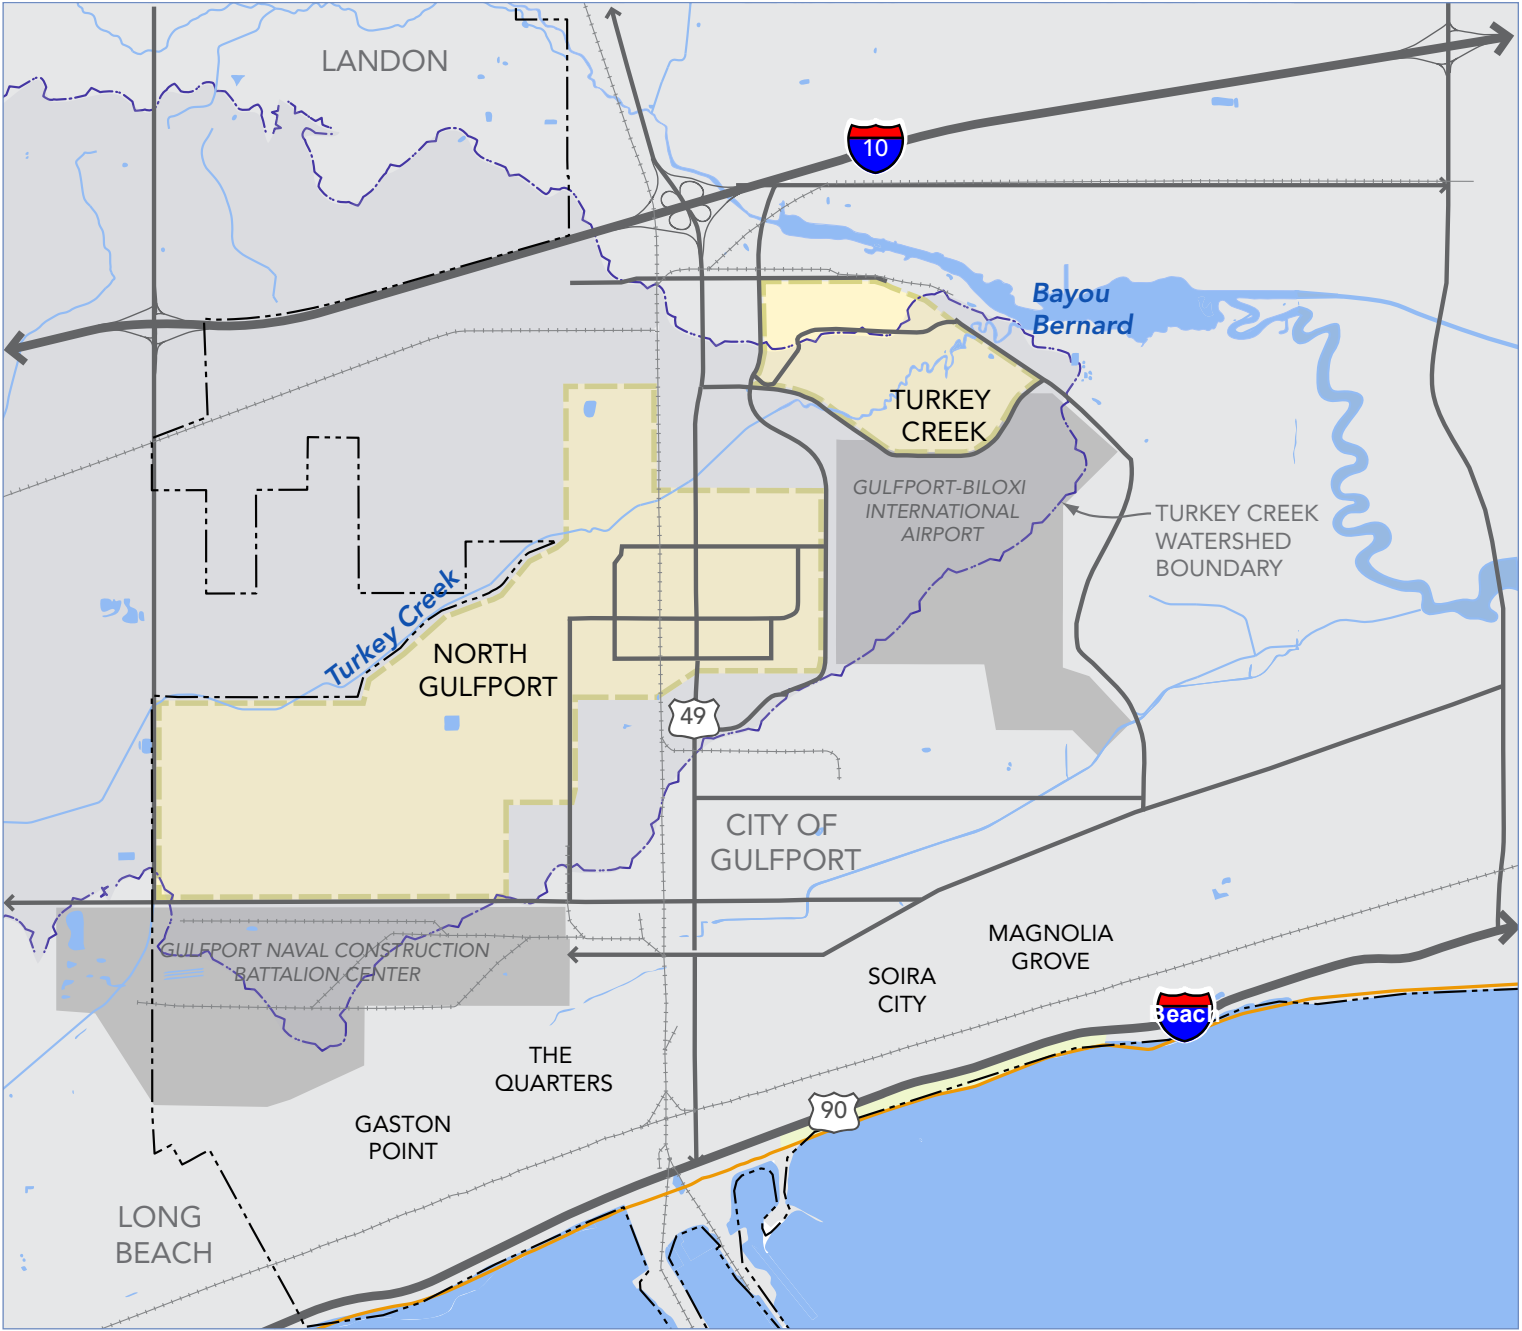 LANDON
10
Bayou
Bernard
TURKEY
CREEK
GULFPORT-BILOXI
INTERNATIONAL
AIRPORT
TURKEY CREEK
WATERSHED
BOUNDARY
Turkey Creek
NORTH
GULFPORT
49
CITY OF
GULFPORT
GULFPORT NAVAL CONSTRUCTION
BATTALION CENTER
MAGNOLIA
GROVE
SOIRA
CITY
Beach
THE
QUARTERS
90
GASTON
POINT
LONG
BEACH